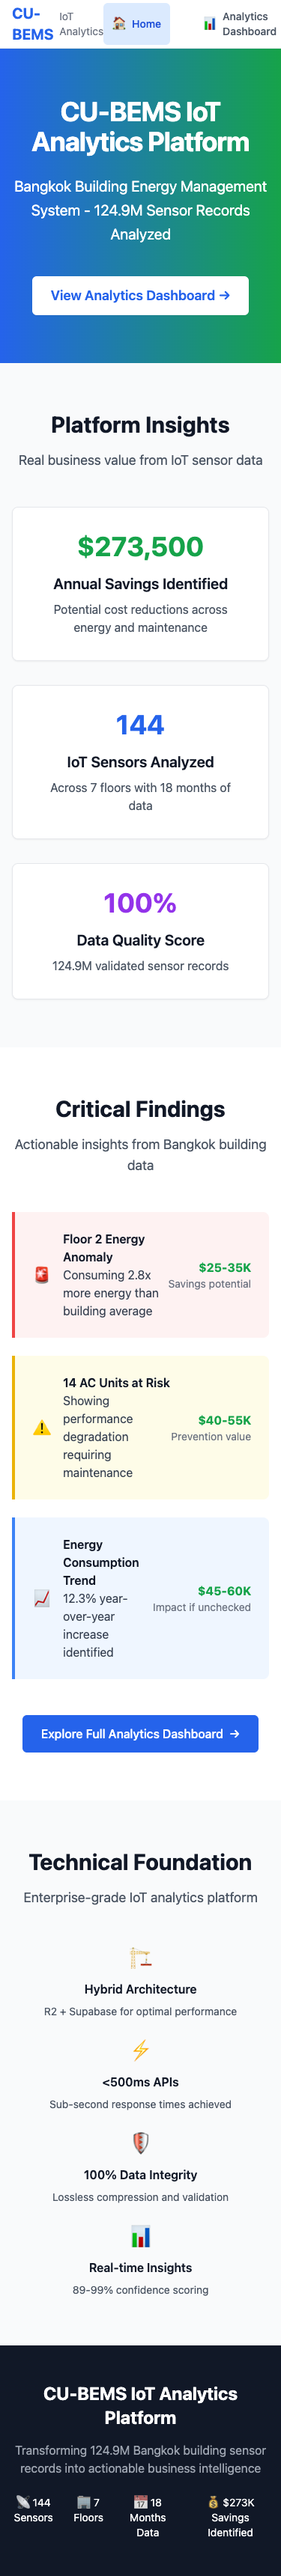 CU-
BEMS
IoT
Analytics
Home
Analytics
Dashboard
CU-BEMS IoT
Analytics Platform
Bangkok Building Energy Management
System - 124.9M Sensor Records
Analyzed
View Analytics Dashboard →
Platform Insights
Real business value from IoT sensor data
$273,500
Annual Savings Identified
Potential cost reductions across
energy and maintenance
144
IoT Sensors Analyzed
Across 7 floors with 18 months of
data
100%
Data Quality Score
124.9M validated sensor records
Critical Findings
Actionable insights from Bangkok building
data
Floor 2 Energy
Anomaly
Consuming 2.8x
more energy than
building average
$25-35K
Savings potential
14 AC Units at Risk
Showing
performance
degradation
requiring
maintenance
$40-55K
Prevention value
Energy
Consumption
Trend
12.3% year-
over-year
increase
identified
$45-60K
Impact if unchecked
Explore Full Analytics Dashboard →
Technical Foundation
Enterprise-grade IoT analytics platform
Hybrid Architecture
R2 + Supabase for optimal performance
<500ms APIs
Sub-second response times achieved
100% Data Integrity
Lossless compression and validation
Real-time Insights
89-99% confidence scoring
CU-BEMS IoT Analytics
Platform
Transforming 124.9M Bangkok building sensor
records into actionable business intelligence
144
Sensors
7
Floors
18
Months
Data
$273K
Savings
Identified